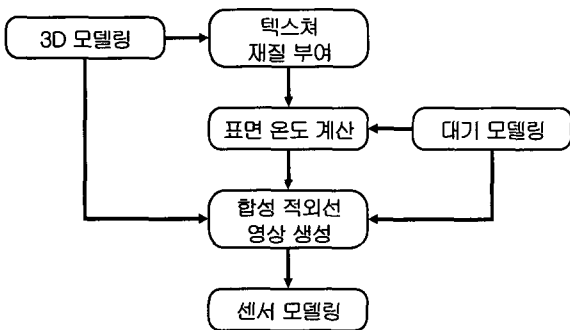 3D 모델링
텍스쳐
재질 부여
표면 온도 계산
대기 모델링
합성 적외선
영상 생성
센서 모델링